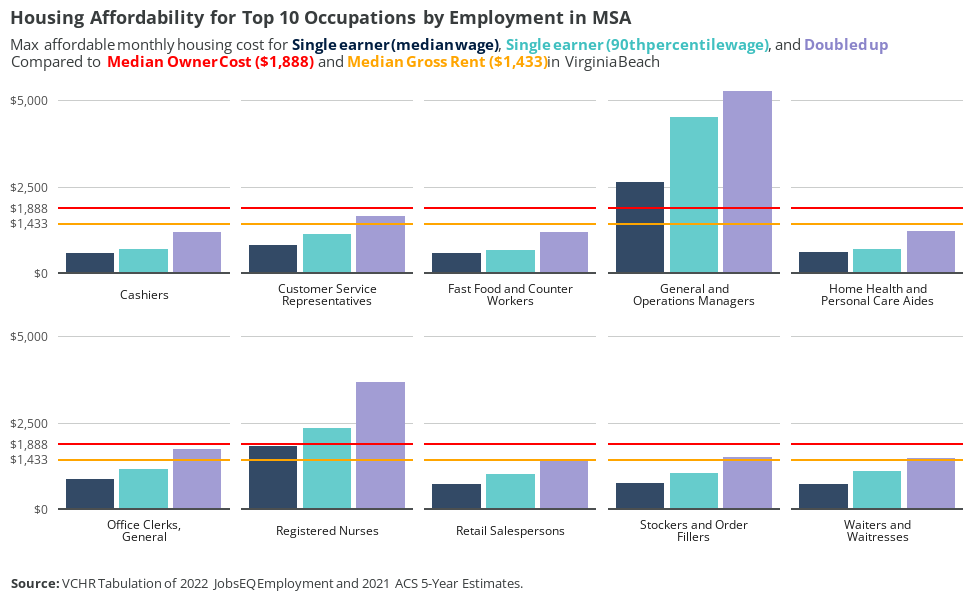 Housing Affordability for Top 10 Occupations by Employment in MSA
Max affordable monthly housing cost for Single earner (median wage), Single earner (90th percentile wage), and Doubled up
Compared to Median Owner Cost ($1,888) and Median Gross Rent ($1,433) in Virginia Beach
$5,000
$2,500
$1,888
$1,433
$0
Cashiers
Customer Service
Representatives
Fast Food and Counter
Workers
General and
Operations Managers
Home Health and
Personal Care Aides
$5,000
$2,500
$1,888
$1,433
$0
Office Clerks,
General
Registered Nurses
Retail Salespersons
Stockers and Order
Fillers
Waiters and
Waitresses
Source: VCHR Tabulation of 2022 JobsEQ Employment and 2021 ACS 5-Year Estimates.